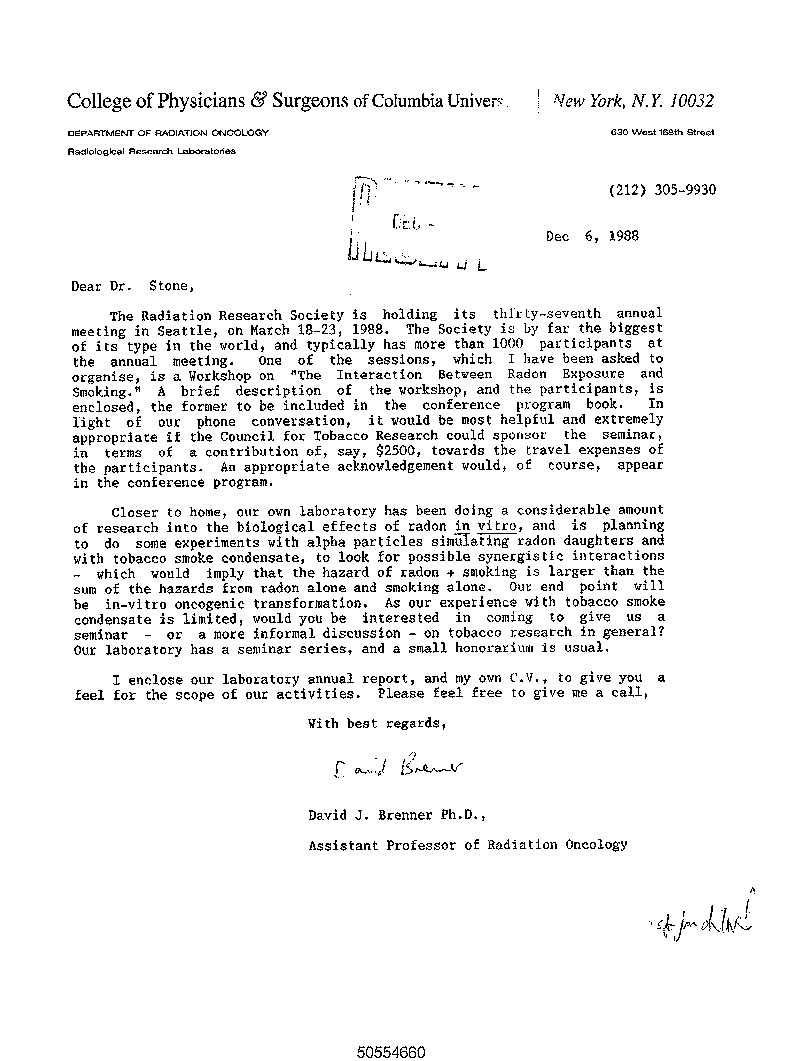 College of Physicians & Surgeons of Columbia Univers New York, N.Y. 10032
DEPARTMENT OF RADIATION ONCOLOGY 630 West 168th Street
Radiological Research Laboratories
(212) 305-9930
Dec 6, 1988
Dear Dr. Stone,
The Radiation Research Society is holding its thirty-seventh annual
meeting in Seattle, on March 18-23, 1988. The Society is by far the biggest
of its type in the world, and typically has more than 1000 participants at
the annual meeting. One of the sessions, which I have been asked to
organise, is a Workshop on "The Interaction Between Radon Exposure and
Smoking." A brief description of the workshop, and the participants, is
enclosed, the former to be included in the conference program book. In
light of our phone conversation, it would be most helpful and extremely
appropriate if the Council for Tobacco Research could sponsor the seminar,
in terms of a contribution of, say, $2500, towards the travel expenses of
the participants. An appropriate acknowledgement would, of course, appear
in the conference program.
Closer to home, our own laboratory has been doing a considerable amount
of research into the biological effects of radon in vitro, and is planning
to do some experiments with alpha particles simulating radon daughters and
with tobacco smoke condensate, to look for possible synergistic interactions
- which would imply that the hazard of radon + smoking is larger than the
sum of the hazards from radon alone and smoking alone. Our end point will
be in-vitro oncogenic transformation. As our experience with tobacco smoke
condensate is limited, would you be interested in coming to give us a
seminar - or a more informal discussion - on tobacco research in general?
Our laboratory has a seminar series, and a small honorarium is usual.
I enclose our laboratory annual report, and my own C.V., to give you a
feel for the scope of our activities. Please feel free to give me a call,
With best regards,
David Brenner
David J. Brenner Ph.D.,
Assistant Professor of Radiation Oncology
50554660